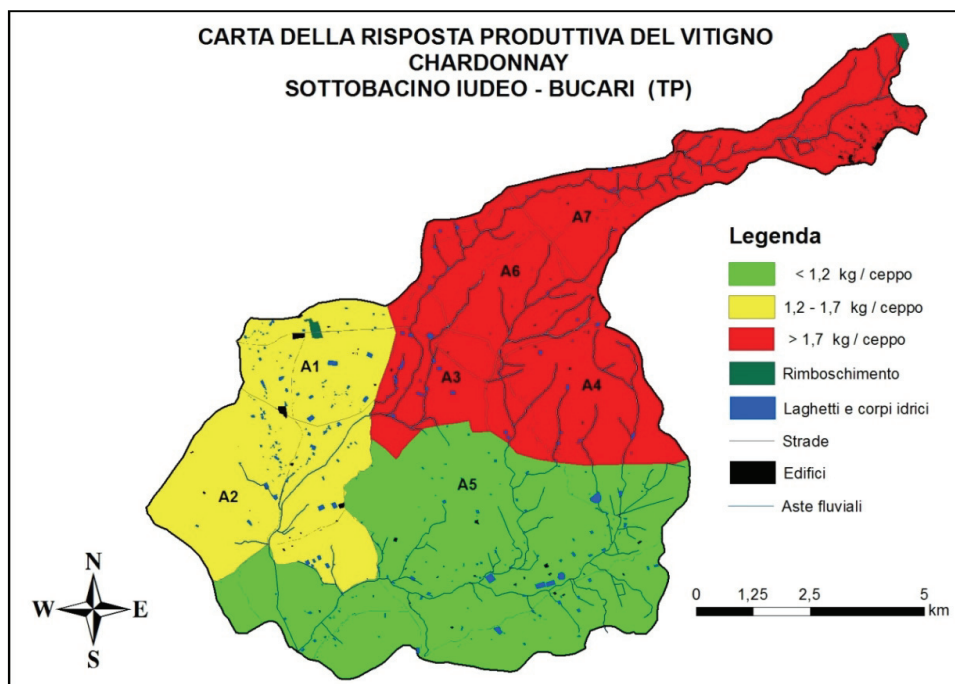 CARTA DELLA RISPOSTA PRODUTTIVA DEL VITIGNO
CHARDONNAY
SOTTOBACINO IUDEO - BUCARI (TP)
A7
A6
A1
A3
A4
A2
A5
Legenda
< 1,2 kg / ceppo
1,2 - 1,7 kg / ceppo
> 1,7 kg / ceppo
Rimboschimento
Laghetti e corpi idrici
Strade
Edifici
Aste fluviali
N
W E
S
0 1,25 2,5 5
km